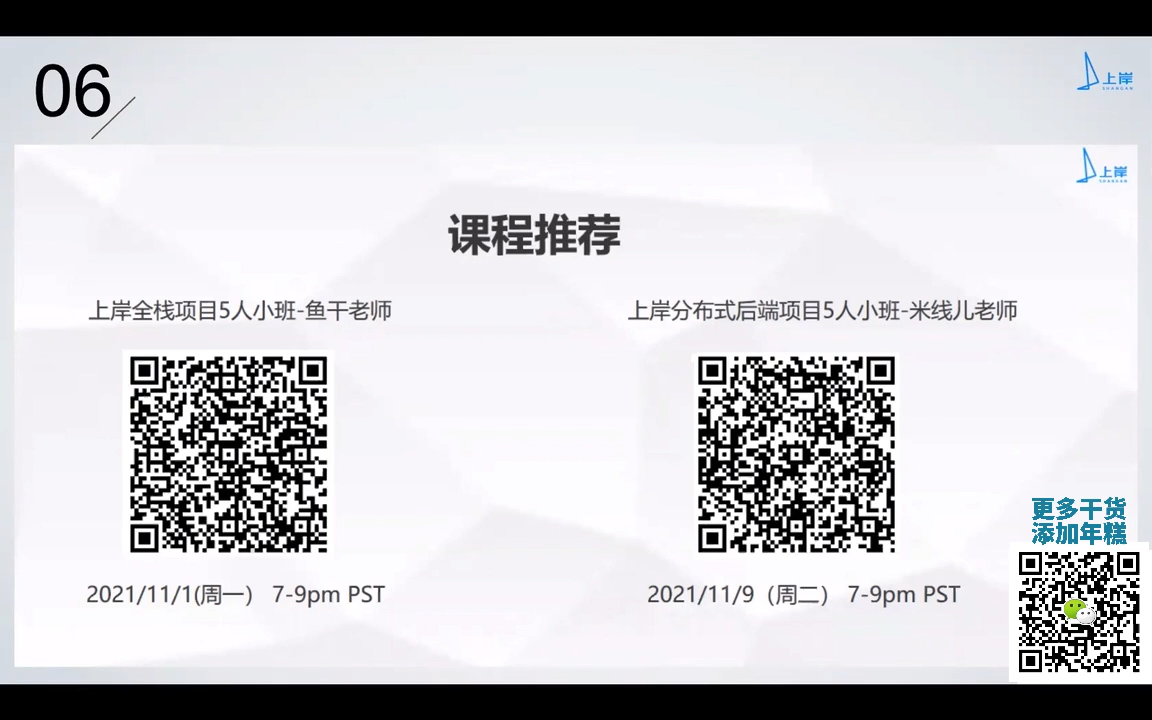 06
上岸
SHANGAN
上岸
SHANGAN
课程推荐
上岸全栈项目5人小班-鱼干老师
上岸分布式后端项目5人小班-米线儿老师
2021/11/1(周一） 7-9pm PST
2021/11/9（周二） 7-9pm PST
更多干货
添加年糕